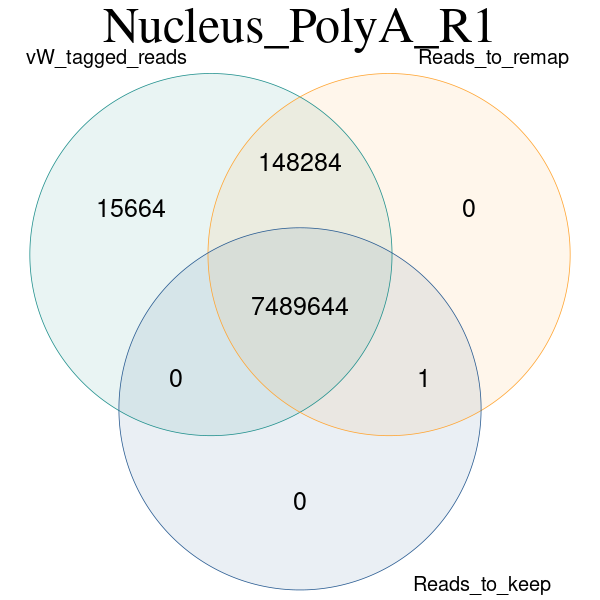 Nucleus_PolyA_R1
vW_tagged_reads
Reads_to_remap
148284
15664
0
7489644
0
1
0
Reads_to_keep